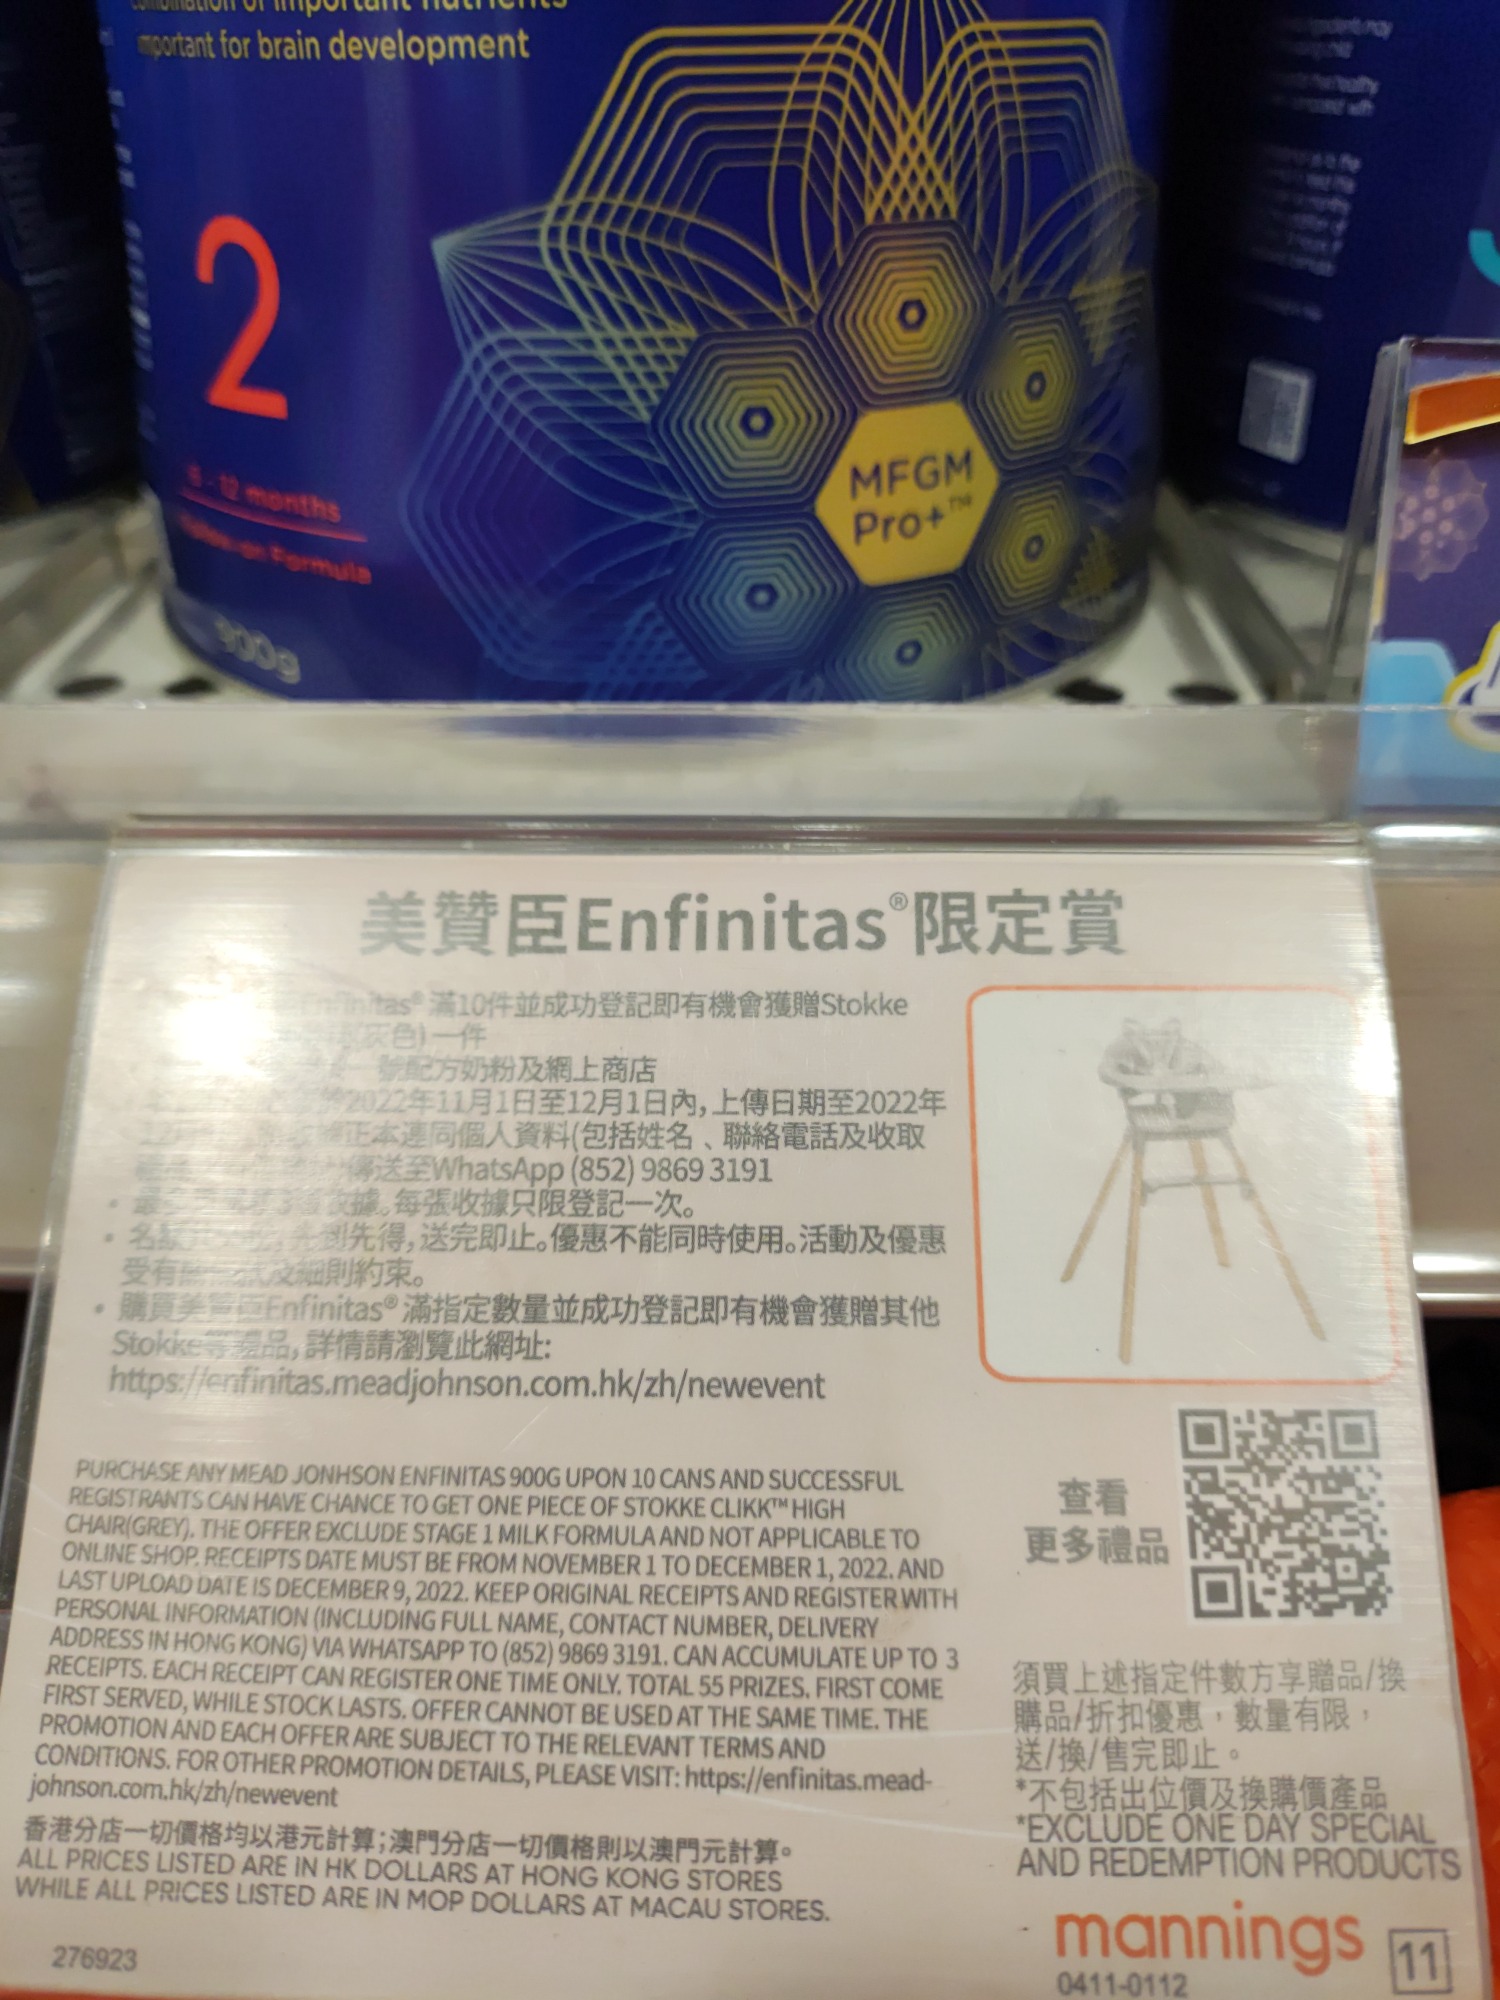 combination of important nutrients
important for brain development
2
6 - 12 months
Follow-on Formula
900g
MFGM
Pro+™
美贊臣Enfinitas®限定賞
Enfinitas® 滿10件並成功登記即有機會獲贈Stokke
(灰色) 一件
一號配方奶粉及網上商店
2022年11月1日至12月1日內, 上傳日期至2022年
正本連同個人資料(包括姓名、聯絡電話及收取
傳送至WhatsApp (852) 9869 3191
收據。每張收據只限登記一次。
先到先得, 送完即止。優惠不能同時使用。活動及優惠
受有 及細則約束。
• 購買美贊臣Enfinitas® 滿指定數量並成功登記即有機會獲贈其他
Stokke等禮品, 詳情請瀏覽此網址:
https://enfinitas.meadjohnson.com.hk/zh/newevent
PURCHASE ANY MEAD JONHSON ENFINITAS 900G UPON 10 CANS AND SUCCESSFUL
REGISTRANTS CAN HAVE CHANCE TO GET ONE PIECE OF STOKKE CLIKK™ HIGH
CHAIR(GREY). THE OFFER EXCLUDE STAGE 1 MILK FORMULA AND NOT APPLICABLE TO
ONLINE SHOP. RECEIPTS DATE MUST BE FROM NOVEMBER 1 TO DECEMBER 1, 2022. AND
LAST UPLOAD DATE IS DECEMBER 9, 2022. KEEP ORIGINAL RECEIPTS AND REGISTER WITH
PERSONAL INFORMATION (INCLUDING FULL NAME, CONTACT NUMBER, DELIVERY
ADDRESS IN HONG KONG) VIA WHATSAPP TO (852) 9869 3191. CAN ACCUMULATE UP TO 3
RECEIPTS. EACH RECEIPT CAN REGISTER ONE TIME ONLY. TOTAL 55 PRIZES. FIRST COME
FIRST SERVED, WHILE STOCK LASTS. OFFER CANNOT BE USED AT THE SAME TIME. THE
PROMOTION AND EACH OFFER ARE SUBJECT TO THE RELEVANT TERMS AND
CONDITIONS. FOR OTHER PROMOTION DETAILS, PLEASE VISIT: https://enfinitas.mead-
johnson.com.hk/zh/newevent
香港分店一切價格均以港元計算;澳門分店一切價格則以澳門元計算。
ALL PRICES LISTED ARE IN HK DOLLARS AT HONG KONG STORES
WHILE ALL PRICES LISTED ARE IN MOP DOLLARS AT MACAU STORES.
276923
查看
更多禮品
須買上述指定件數方享贈品/換
購品/折扣優惠，數量有限，
送/換/售完即止。
*不包括出位價及換購價產品
*EXCLUDE ONE DAY SPECIAL
AND REDEMPTION PRODUCTS
mannings
0411-0112
11